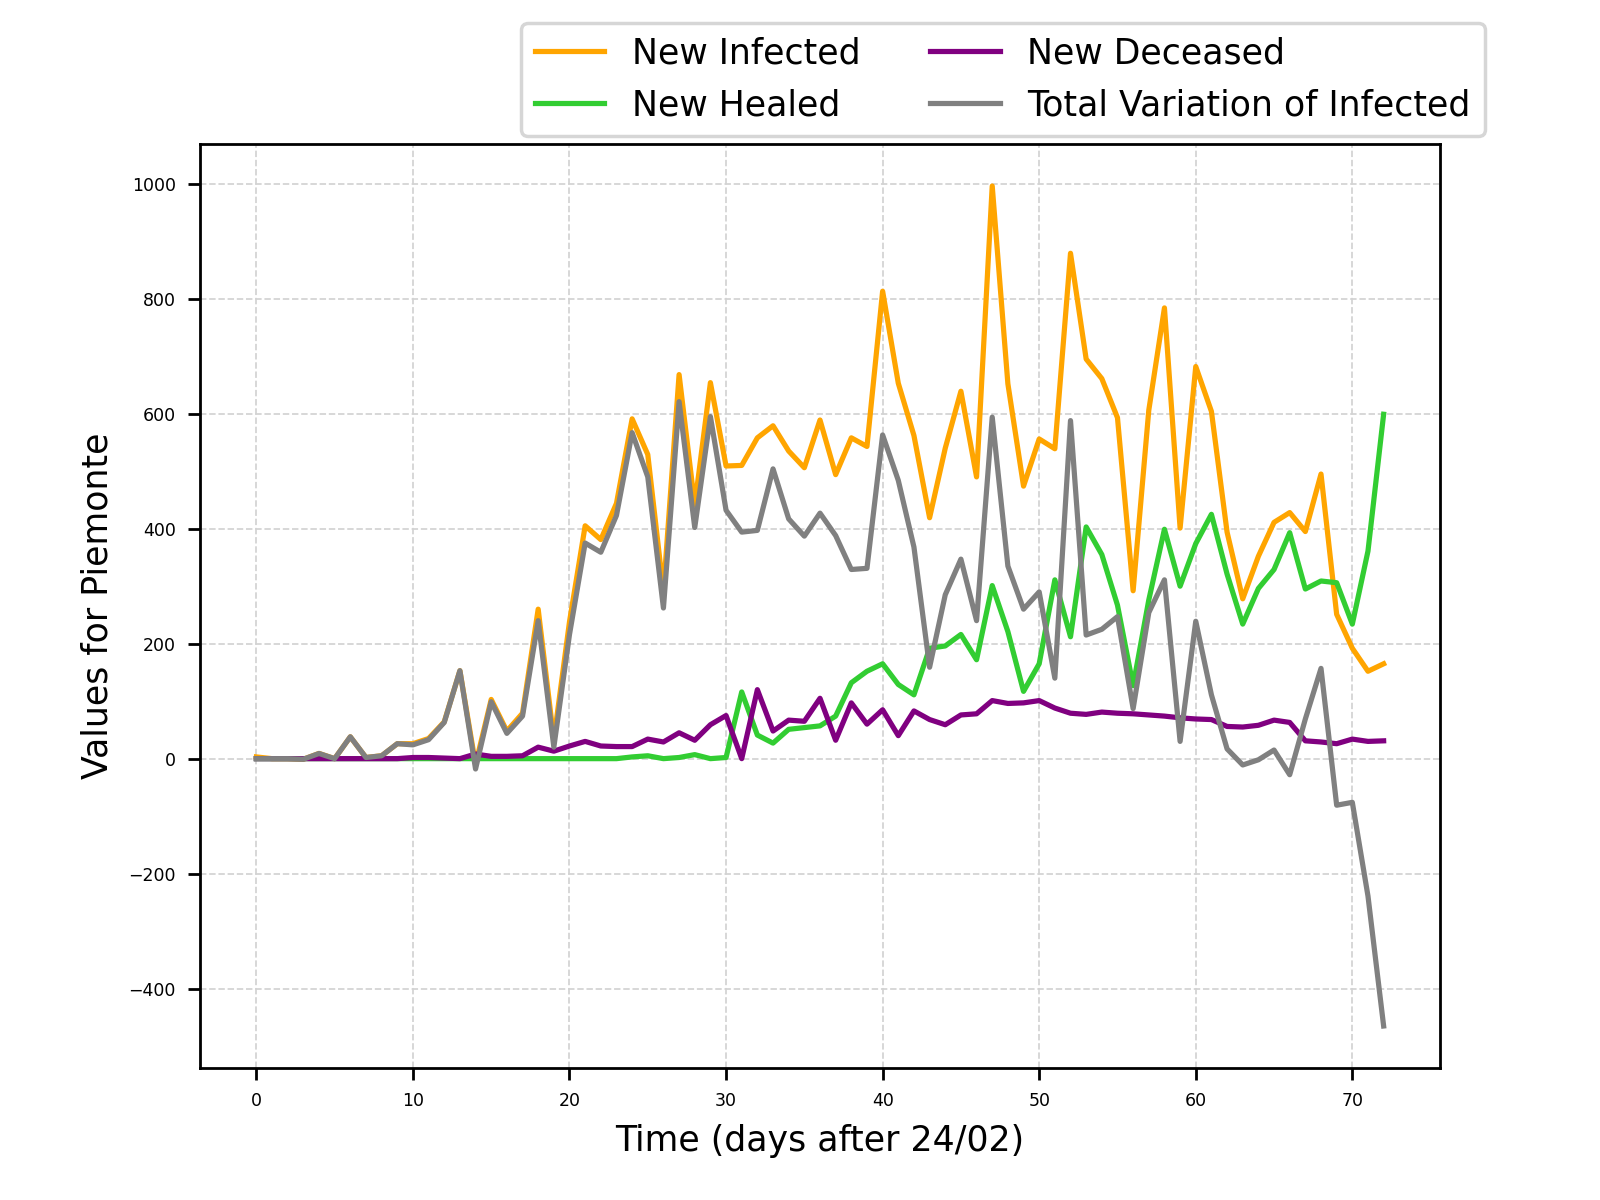 New Infected New Deceased
New Healed Total Variation of Infected
1000
800
600
400
200
0
−200
−400
Values for Piemonte
0 10 20 30 40 50 60 70
Time (days after 24/02)